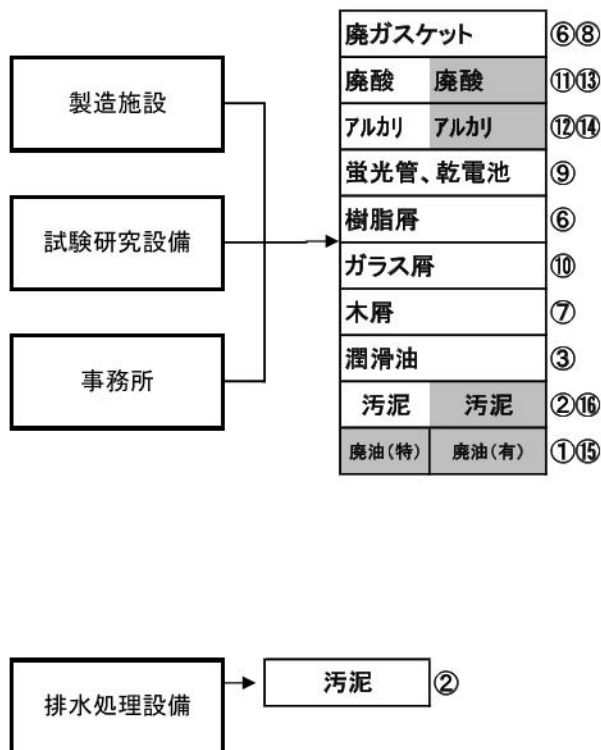 廃ガスケット ⑥⑧
製造施設
廃酸 廃酸 ⑪⑬
アルカリ アルカリ ⑫⑭
蛍光管、乾電池 ⑨
試験研究設備
樹脂屑 ⑥
ガラス屑 ⑩
木屑 ⑦
事務所
潤滑油 ③
汚泥 汚泥 ②⑯
廃油(特) 廃油(有) ①⑮
排水処理設備
汚泥 ②